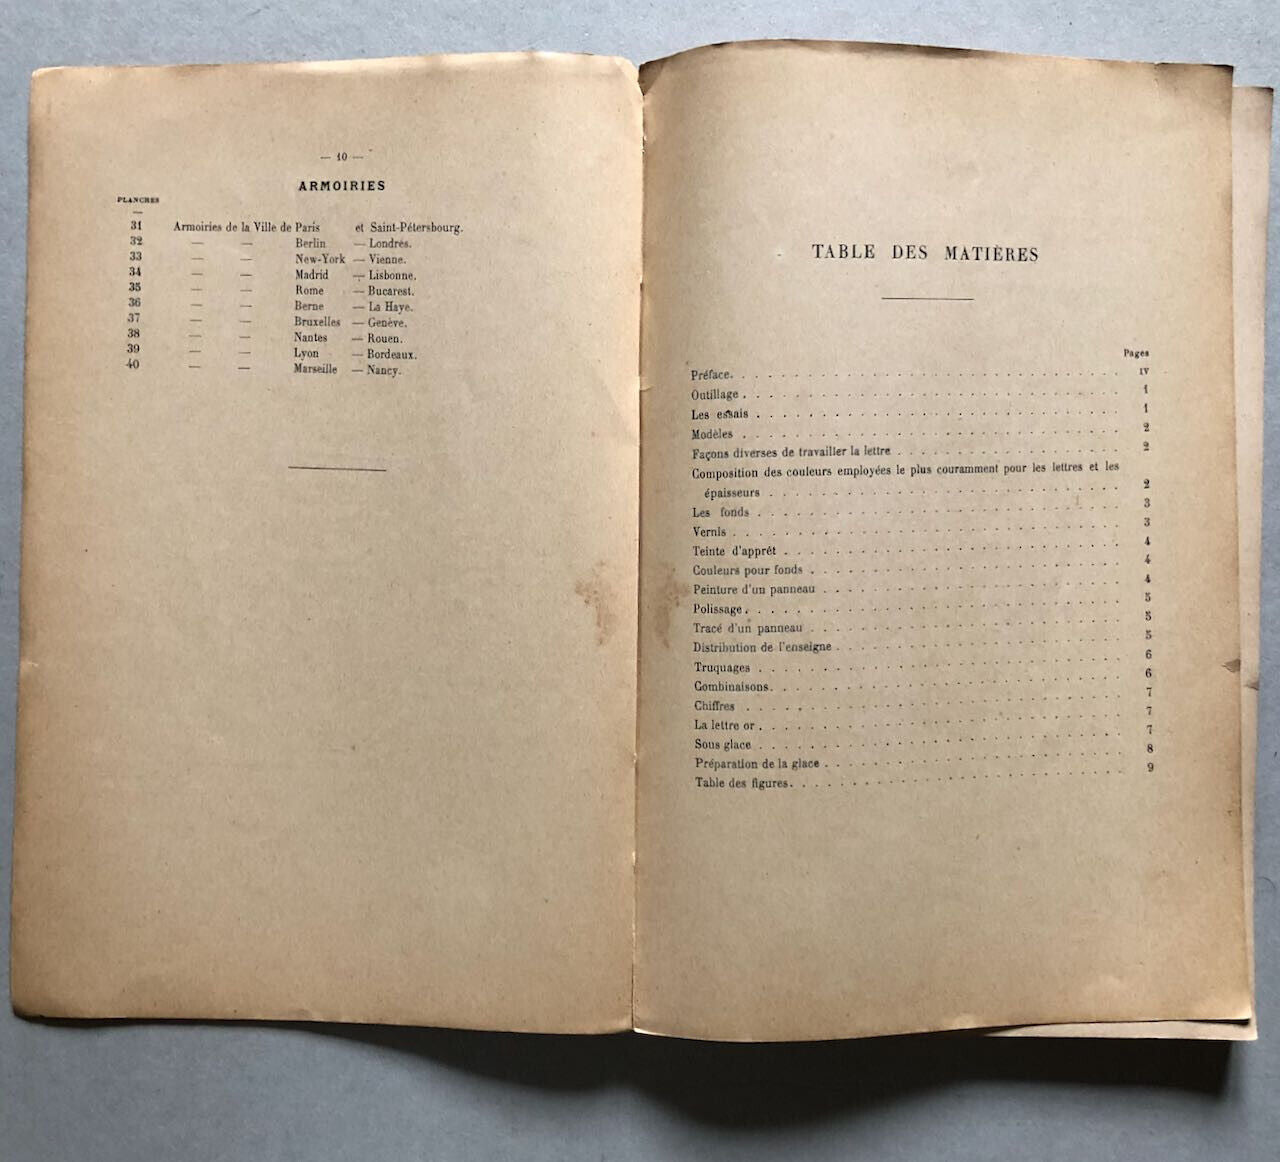 — 10 —
ARMOIRIES
PLANCHES
—
31 Armoiries de la Ville de Paris et Saint-Pétersbourg.
32 — — Berlin — Londres.
33 — — New-York — Vienne.
34 — — Madrid — Lisbonne.
35 — — Rome — Bucarest.
36 — — Berne — La Haye.
37 — — Bruxelles — Genève.
38 — — Nantes — Rouen.
39 — — Lyon — Bordeaux.
40 — — Marseille — Nancy.
TABLE DES MATIÈRES
Pages
Préface. . . . . . . . . . . . . . . . . . . . IV
Outillage . . . . . . . . . . . . . . . . . . . . 1
Les essais . . . . . . . . . . . . . . . . . . . . 1
Modèles . . . . . . . . . . . . . . . . . . . . 2
Façons diverses de travailler la lettre . . . . . . . . . . . . 2
Composition des couleurs employées le plus couramment pour les lettres et les
épaisseurs . . . . . . . . . . . . . . . . . . . . 2
Les fonds . . . . . . . . . . . . . . . . . . . . 3
Vernis . . . . . . . . . . . . . . . . . . . . 3
Teinte d'apprêt . . . . . . . . . . . . . . . . . . . . 4
Couleurs pour fonds . . . . . . . . . . . . . . . . . . 4
Peinture d'un panneau . . . . . . . . . . . . . . . . . . 4
Polissage . . . . . . . . . . . . . . . . . . . . 5
Tracé d'un panneau . . . . . . . . . . . . . . . . . . 5
Distribution de l'enseigne . . . . . . . . . . . . . . . . 5
Truquages . . . . . . . . . . . . . . . . . . . . 6
Combinaisons. . . . . . . . . . . . . . . . . . . . 6
Chiffres . . . . . . . . . . . . . . . . . . . . 7
La lettre or . . . . . . . . . . . . . . . . . . . . 7
Sous glace . . . . . . . . . . . . . . . . . . . . 7
Préparation de la glace . . . . . . . . . . . . . . . . . . 8
Table des figures. . . . . . . . . . . . . . . . . . . . 9